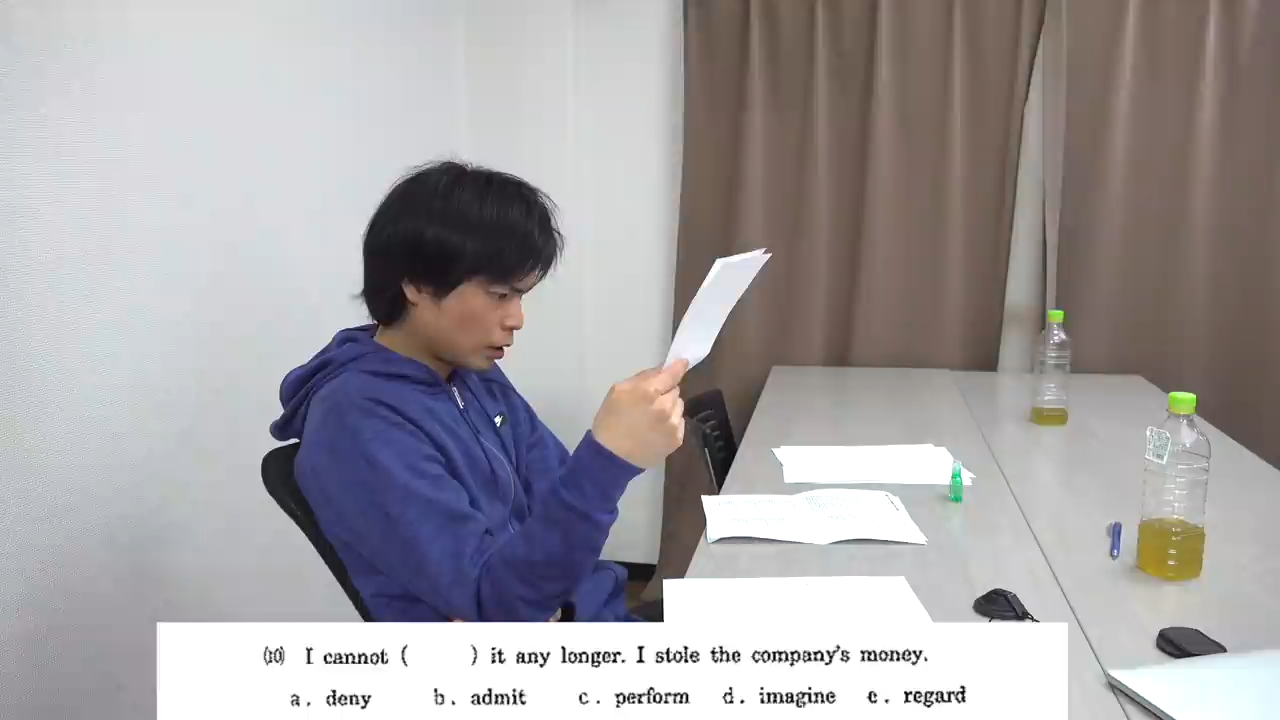 (10) I cannot (　　) it any longer. I stole the company's money.
a. deny b. admit c. perform d. imagine e. regard